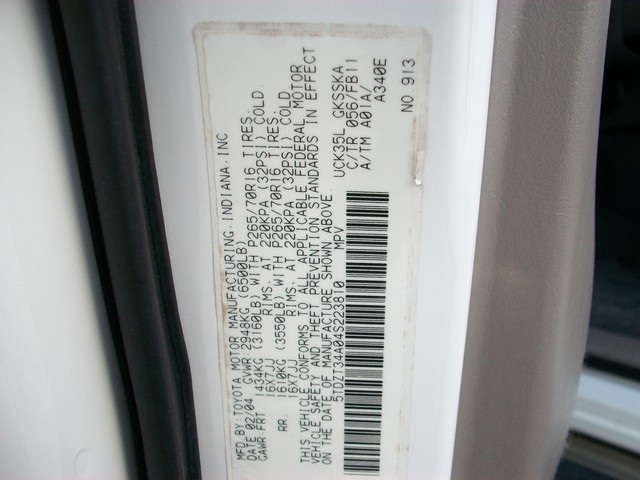 MFD BY TOYOTA MOTOR MANUFACTURING, INDIANA, INC.
DATE 02/04 GVWR 2948KG (6500LB)
GAWR FRT 1434KG (3160LB) WITH P265/70R16 TIRES.
16X7JJ RIMS. AT 220KPA (32PSI) COLD
RR. 1610KG (3550LB) WITH P265/70R16 TIRES.
16X7JJ RIMS. AT 220KPA (32PSI) COLD
THIS VEHICLE CONFORMS TO ALL APPLICABLE FEDERAL MOTOR
VEHICLE SAFETY AND THEFT PREVENTION STANDARDS IN EFFECT
ON THE DATE OF MANUFACTURE SHOWN ABOVE.
5TDZT34A04S223810 MPV
UCK35L GKSSKA
C/TR 056/FB11
A/TM A01A/
A340E
NO 913